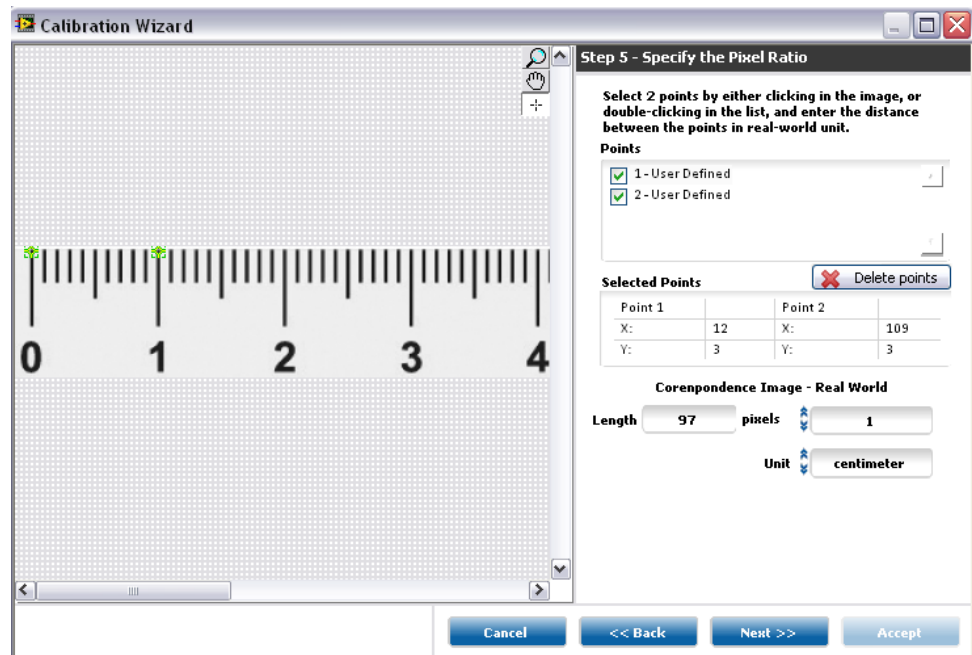 Calibration Wizard
Step 5 - Specify the Pixel Ratio
Select 2 points by either clicking in the image, or
double-clicking in the list, and enter the distance
between the points in real-world unit.
Points
1 - User Defined
2 - User Defined
Delete points
Selected Points
Point 1 Point 2
X: 12 X: 109
Y: 3 Y: 3
Corenpondence Image - Real World
Length 97 pixels 1
Unit centimeter
0 1 2 3 4
Cancel << Back Next >> Accept